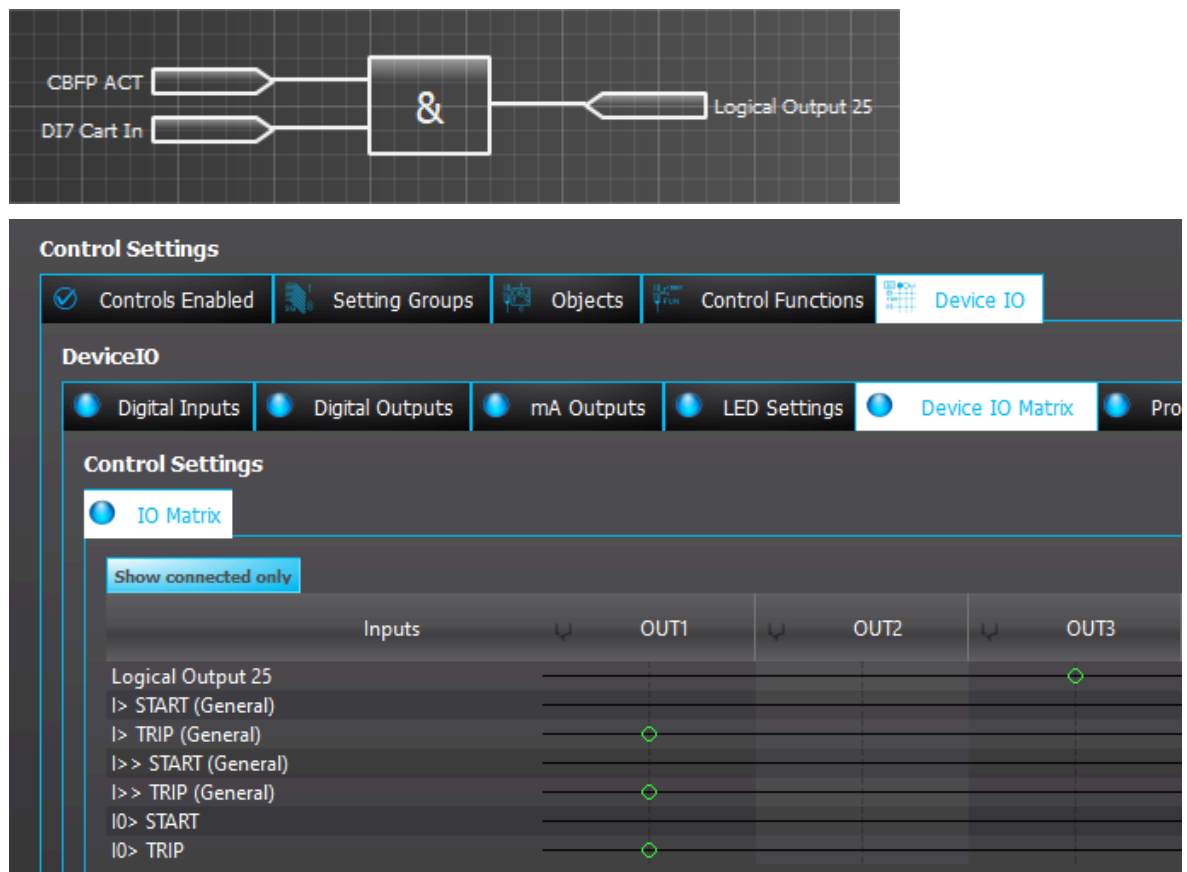 CBFP ACT
&
Logical Output 25
DI7 Cart In
Control Settings
Controls Enabled Setting Groups Objects Control Functions Device IO
DeviceIO
Digital Inputs Digital Outputs mA Outputs LED Settings Device IO Matrix Pro
Control Settings
IO Matrix
Show connected only
Inputs OUT1 OUT2 OUT3
Logical Output 25
I> START (General)
I> TRIP (General)
I>> START (General)
I>> TRIP (General)
I0> START
I0> TRIP